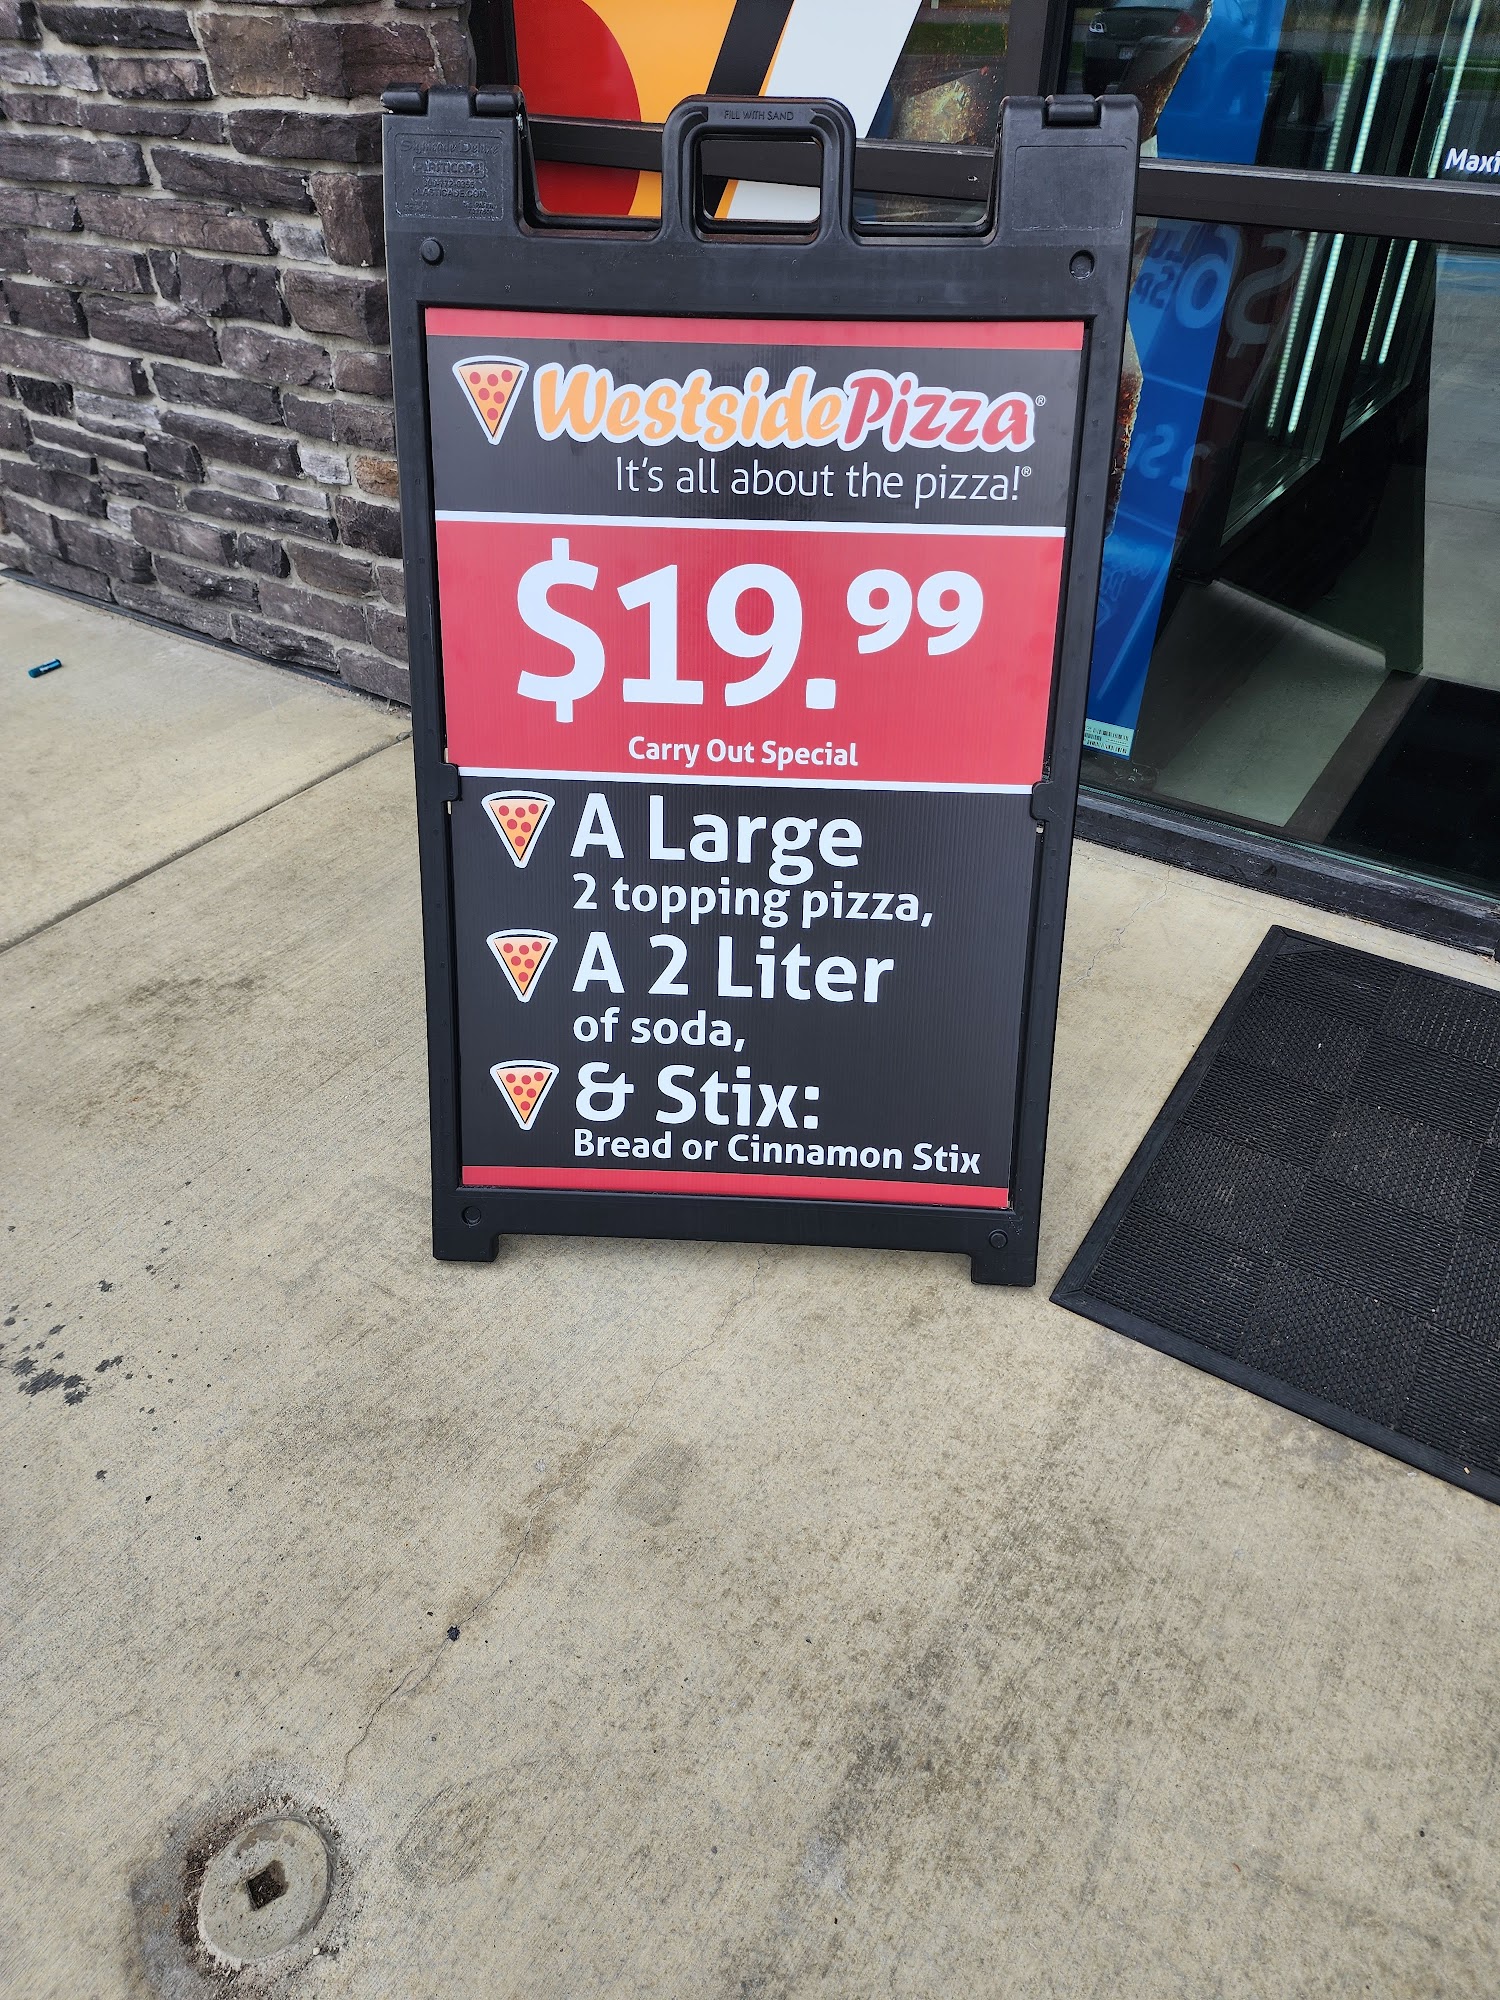 FILL WITH SAND
Maxi
WestsidePizza®
It's all about the pizza!®
$19.99
Carry Out Special
A Large
2 topping pizza,
A 2 Liter
of soda,
& Stix:
Bread or Cinnamon Stix